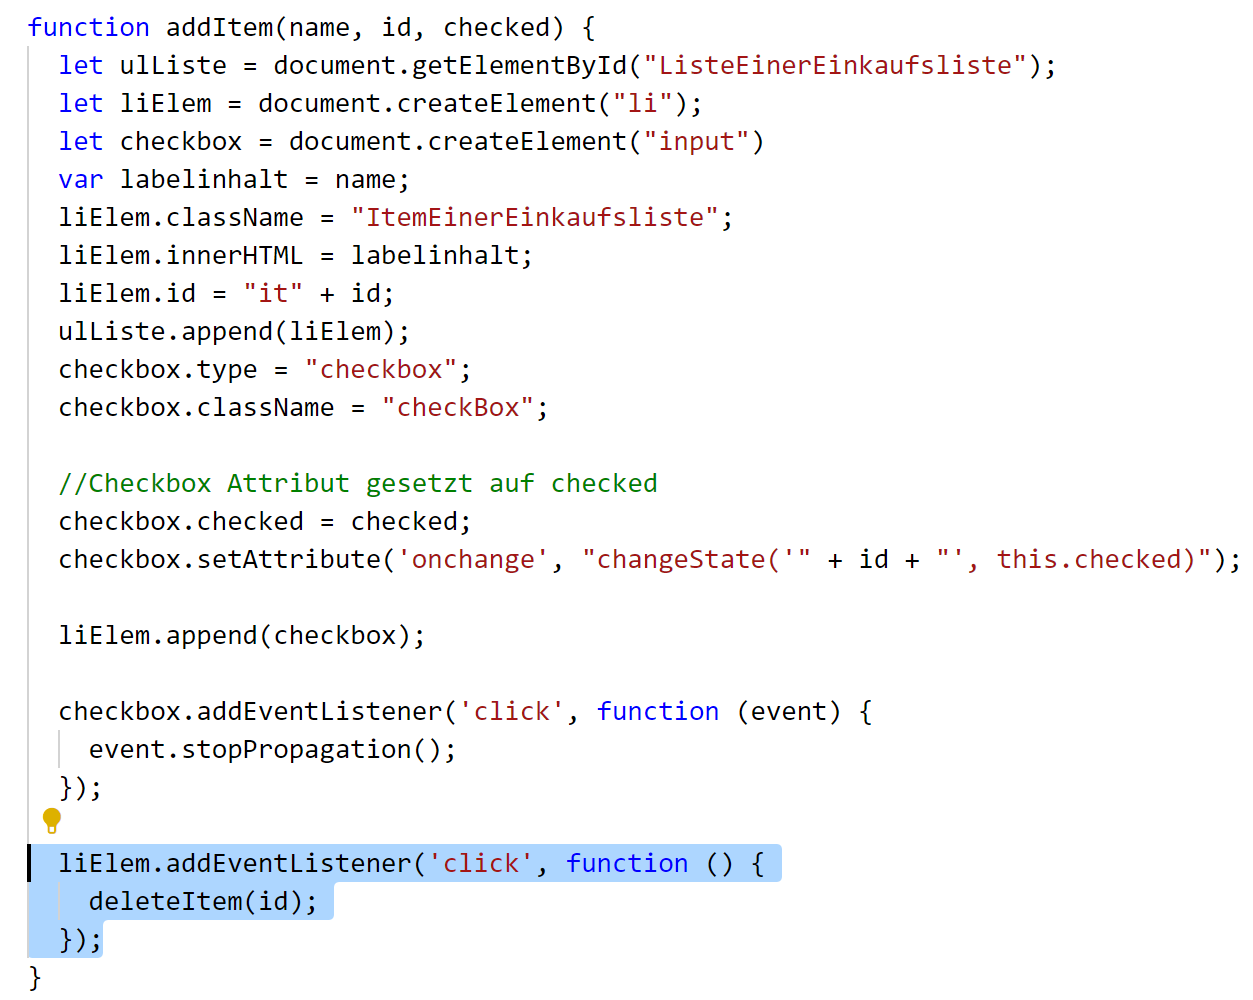 function addItem(name, id, checked) {
  let ulListe = document.getElementById("ListeEinerEinkaufsliste");
  let liElem = document.createElement("li");
  let checkbox = document.createElement("input")
  var labelinhalt = name;
  liElem.className = "ItemEinerEinkaufsliste";
  liElem.innerHTML = labelinhalt;
  liElem.id = "it" + id;
  ulListe.append(liElem);
  checkbox.type = "checkbox";
  checkbox.className = "checkBox";

  //Checkbox Attribut gesetzt auf checked
  checkbox.checked = checked;
  checkbox.setAttribute('onchange', "changeState('" + id + "', this.checked)");

  liElem.append(checkbox);

  checkbox.addEventListener('click', function (event) {
    event.stopPropagation();
  });

  liElem.addEventListener('click', function () {
    deleteItem(id);
  });
}